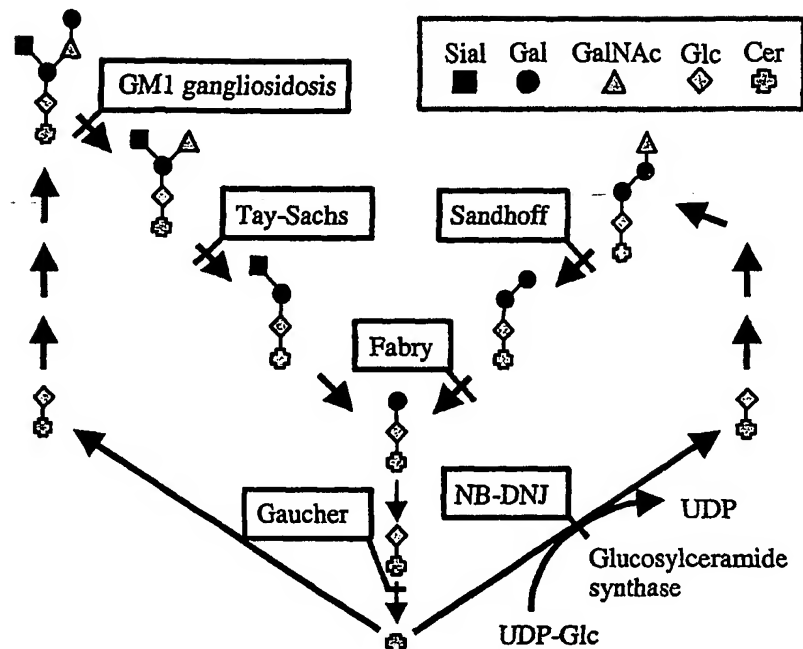 Sial Gal GalNAc Glc Cer
GM1 gangliosidosis
Tay-Sachs
Sandhoff
Fabry
Gaucher
NB-DNJ
UDP
Glucosylceramide
synthase
UDP-Glc